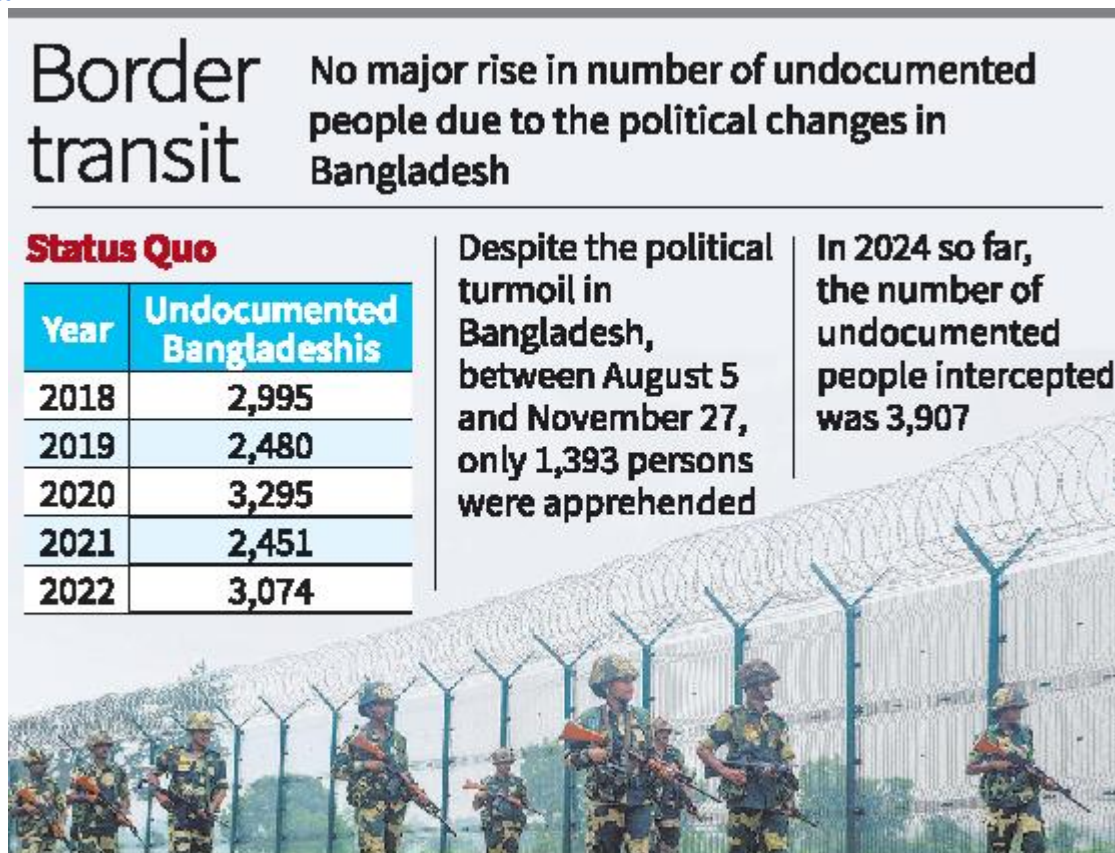 Border
transit
No major rise in number of undocumented
people due to the political changes in
Bangladesh
Status Quo
Year Undocumented
Bangladeshis
2018 2,995
2019 2,480
2020 3,295
2021 2,451
2022 3,074
Despite the political
turmoil in
Bangladesh,
between August 5
and November 27,
only 1,393 persons
were apprehended
In 2024 so far,
the number of
undocumented
people intercepted
was 3,907